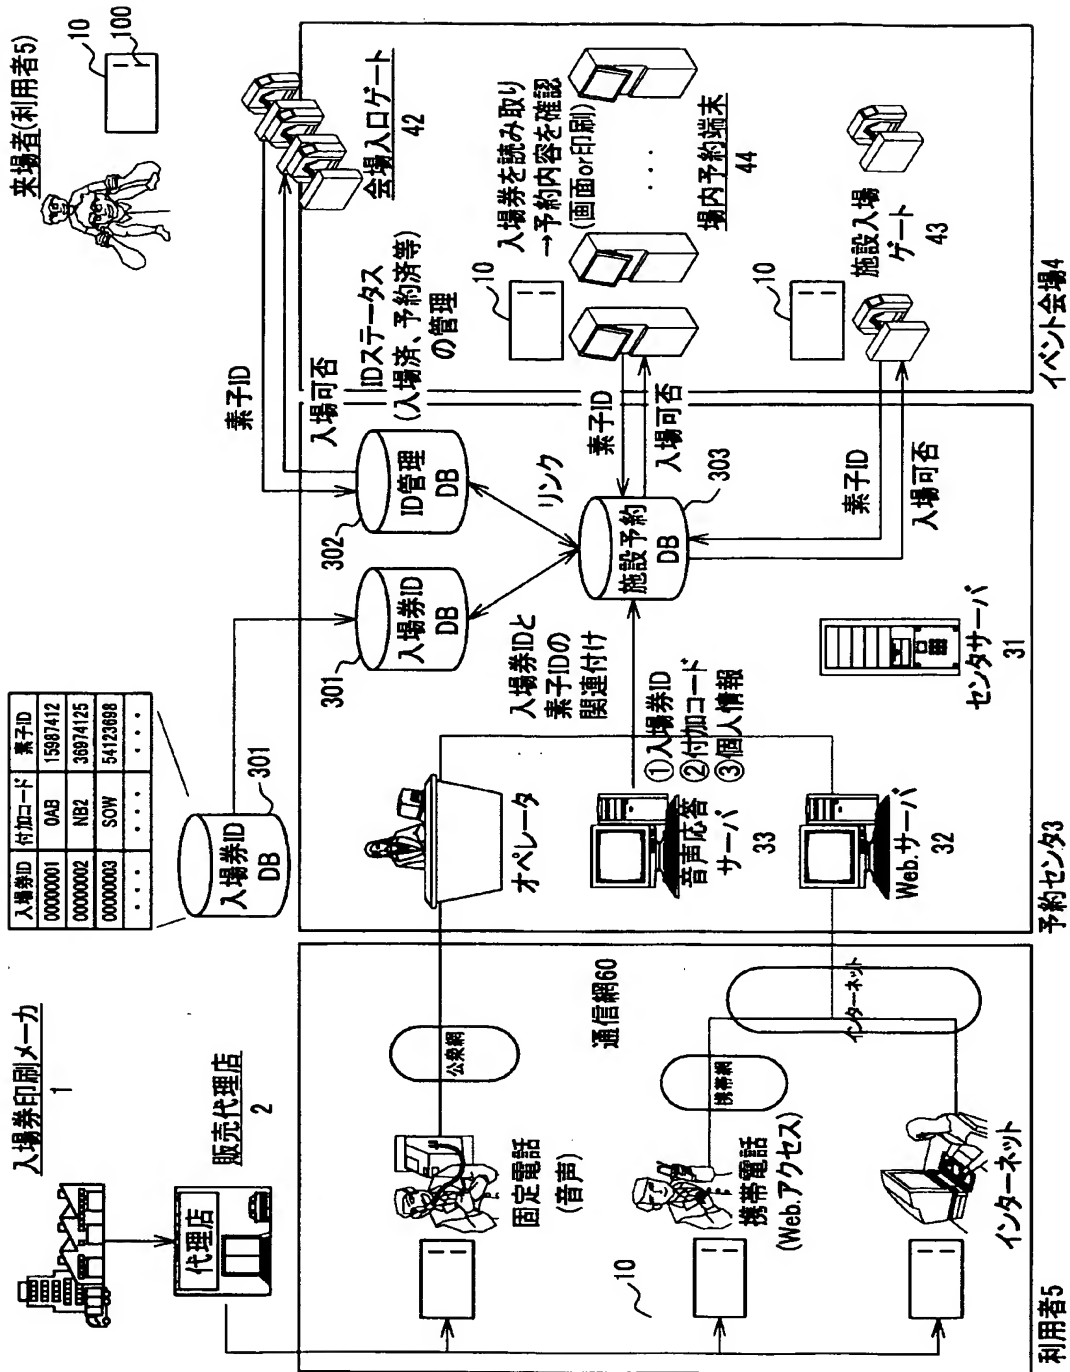 入場券印刷メーカ
1
販売代理店
2
代理店
入場券ID 付加コード 素子ID
00000001 0AB 15987412
00000002 NB2 36974125
00000003 SOW 54123698
・・・ ・・・ ・・・
入場券ID
DB
301
来場者(利用者5)
10
100
利用者5
固定電話
(音声)
携帯電話
(Web.アクセス)
10
インターネット
公衆網
携帯網
インターネット
通信網60
予約センタ3
オペレータ
音声応答
サーバ
33
Web.サーバ
32
センタサーバ
31
①入場券ID
②付加コード
③個人情報
入場券IDと
素子IDの
関連付け
入場券ID
DB
301
ID管理
DB
302
リンク
施設予約
DB
303
素子ID
入場可否
IDステータス
(入場済、予約済等)
の管理
素子ID
入場可否
素子ID
入場可否
イベント会場4
会場入口ゲート
42
入場券を読み取り
→予約内容を確認
(画面or印刷)
10
・・・
場内予約端末
44
10
施設入場
ゲート
43